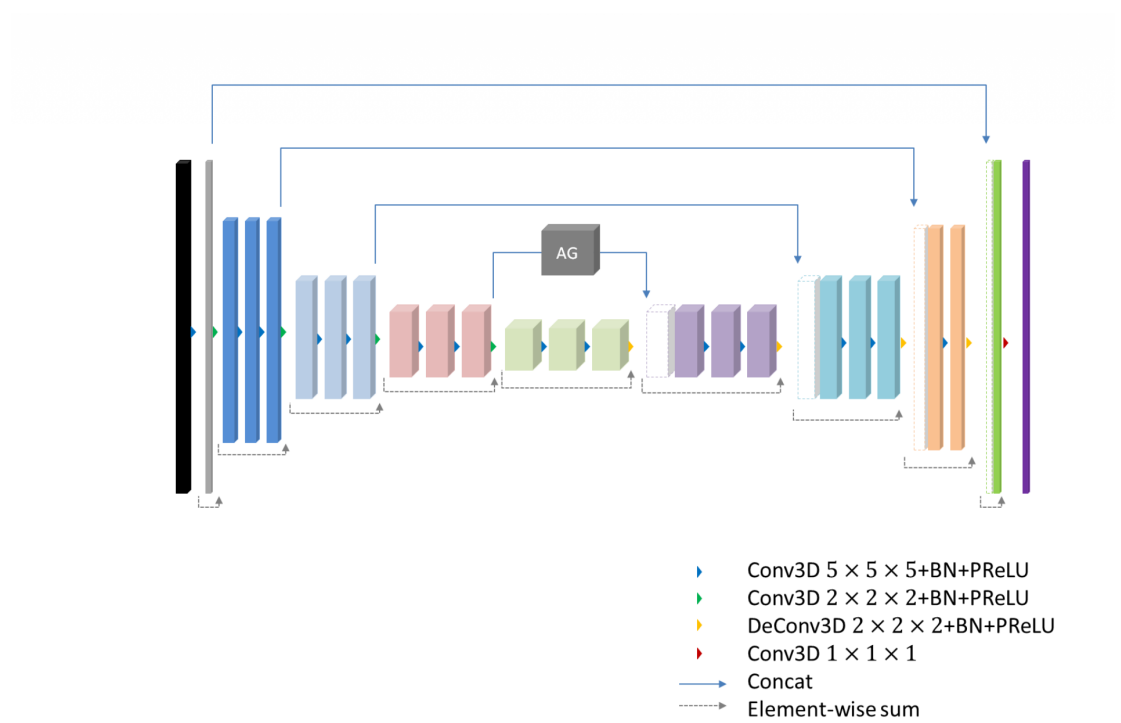 AG
Conv3D 5 × 5 × 5+BN+PReLU
Conv3D 2 × 2 × 2+BN+PReLU
DeConv3D 2 × 2 × 2+BN+PReLU
Conv3D 1 × 1 × 1
Concat
Element-wise sum